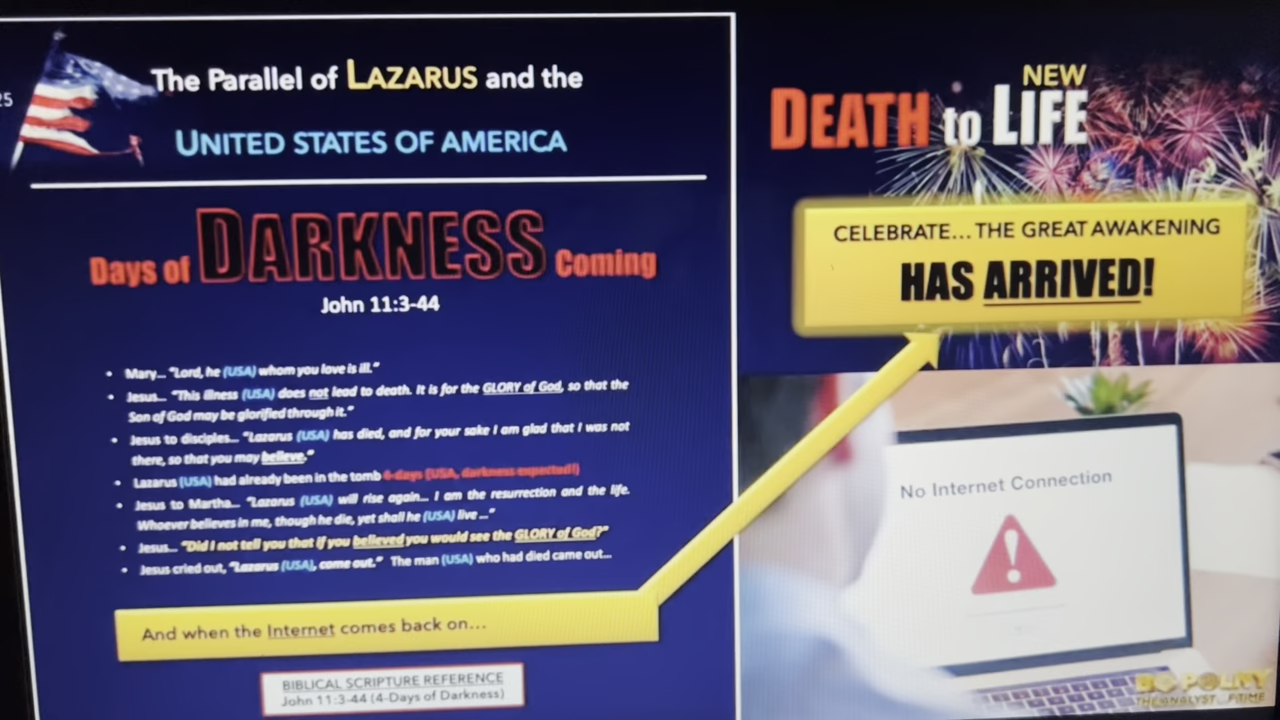 25
The Parallel of LAZARUS and the
UNITED STATES OF AMERICA
Days of DARKNESS Coming
John 11:3-44
• Mary... "Lord, he (USA) whom you love is ill."
• Jesus... "This illness (USA) does not lead to death. It is for the GLORY of God, so that the
Son of God may be glorified through it."
• Jesus to disciples... "Lazarus (USA) has died, and for your sake I am glad that I was not
there, so that you may believe."
• Lazarus (USA) had already been in the tomb 4-days (USA, darkness expected!)
• Jesus to Martha... "Lazarus (USA) will rise again... I am the resurrection and the life.
Whoever believes in me, though he die, yet shall he (USA) live ..."
• Jesus... "Did I not tell you that if you believed you would see the GLORY of God?"
• Jesus cried out, "Lazarus (USA), come out." The man (USA) who had died came out...
And when the Internet comes back on...
BIBLICAL SCRIPTURE REFERENCE
John 11:3-44 (4-Days of Darkness)
NEW
DEATH to LIFE
CELEBRATE... THE GREAT AWAKENING
HAS ARRIVED!
No Internet Connection
BO POLNY
THE ANALYST OF TIME